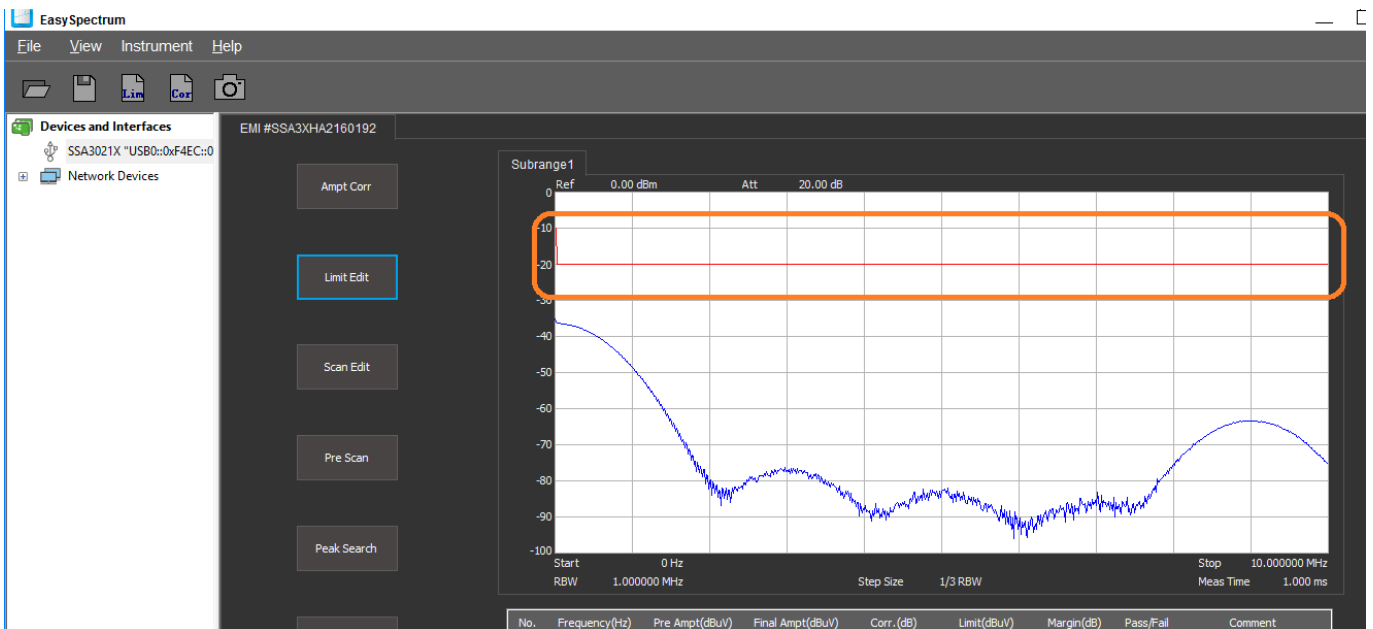 EasySpectrum
File View Instrument Help
Lim Cor
Devices and Interfaces
SSA3021X "USB0::0xF4EC::0
Network Devices
EMI #SSA3XHA2160192
Ampt Corr
Limit Edit
Scan Edit
Pre Scan
Peak Search
Subrange1
Ref 0.00 dBm Att 20.00 dB
0
-10
-20
-30
-40
-50
-60
-70
-80
-90
-100
Start 0 Hz Stop 10.000000 MHz
RBW 1.000000 MHz Step Size 1/3 RBW Meas Time 1.000 ms
No. Frequency(Hz) Pre Ampt(dBuV) Final Ampt(dBuV) Corr.(dB) Limit(dBuV) Margin(dB) Pass/Fail Comment